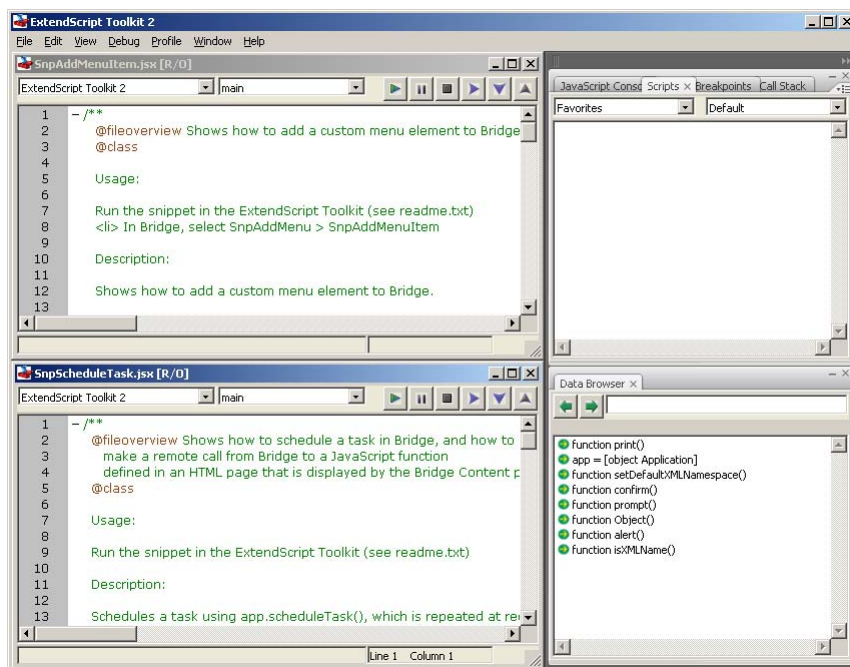 ExtendScript Toolkit 2
File Edit View Debug Profile Window Help
SnpAddMenuItem.jsx [R/O]
ExtendScript Toolkit 2 main
1 /**
2 @fileoverview Shows how to add a custom menu element to Bridge
3 @class
4
5 Usage:
6
7 Run the snippet in the ExtendScript Toolkit (see readme.txt)
8 <li> In Bridge, select SnpAddMenu > SnpAddMenuItem
9
10 Description:
11
12 Shows how to add a custom menu element to Bridge.
13
SnpScheduleTask.jsx [R/O]
ExtendScript Toolkit 2 main
1 /**
2 @fileoverview Shows how to schedule a task in Bridge, and how to
3 make a remote call from Bridge to a JavaScript function
4 defined in an HTML page that is displayed by the Bridge Content p
5 @class
6
7 Usage:
8
9 Run the snippet in the ExtendScript Toolkit (see readme.txt)
10
11 Description:
12
13 Schedules a task using app.scheduleTask(), which is repeated at re
Line 1 Column 1
JavaScript Conso Scripts Breakpoints Call Stack
Favorites Default
Data Browser
function print()
app = [object Application]
function setDefaultXMLNamespace()
function confirm()
function prompt()
function Object()
function alert()
function isXMLName()